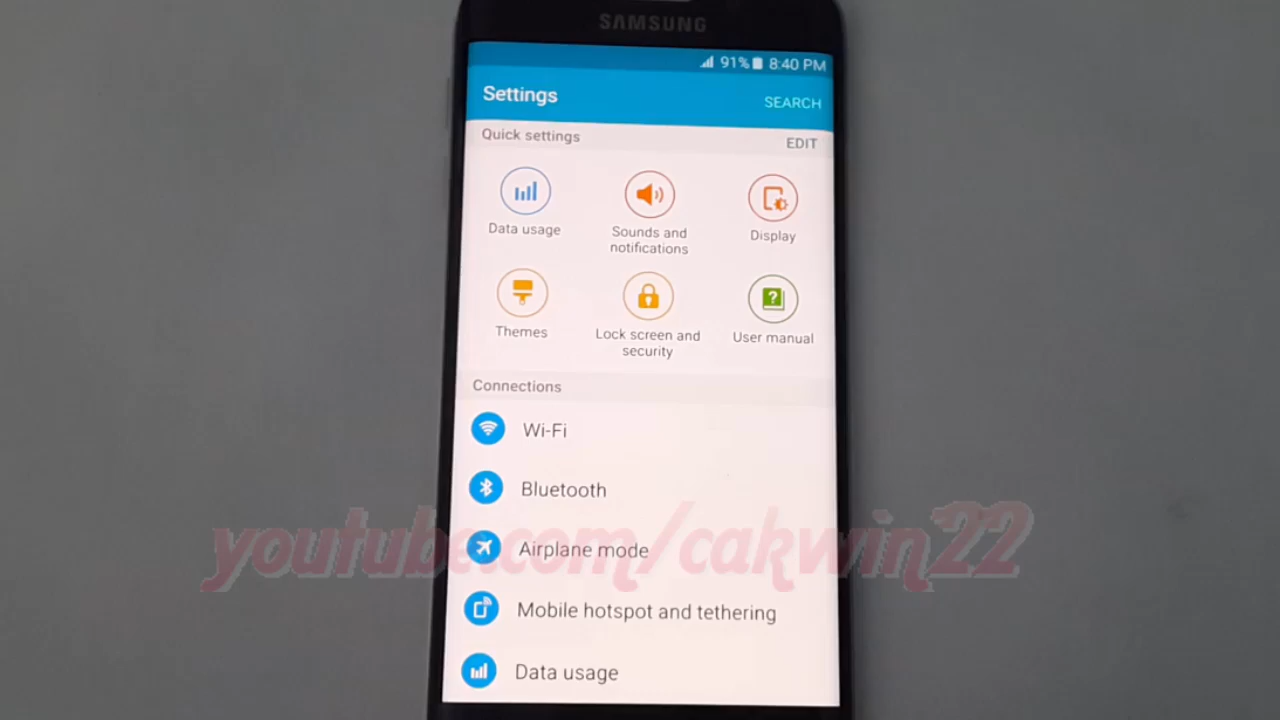 SAMSUNG
91% 8:40 PM
Settings
SEARCH
Quick settings
EDIT
Data usage
Sounds and
notifications
Display
Themes
Lock screen and
security
User manual
Connections
Wi-Fi
Bluetooth
Airplane mode
youtube.com/cakwin22
Mobile hotspot and tethering
Data usage